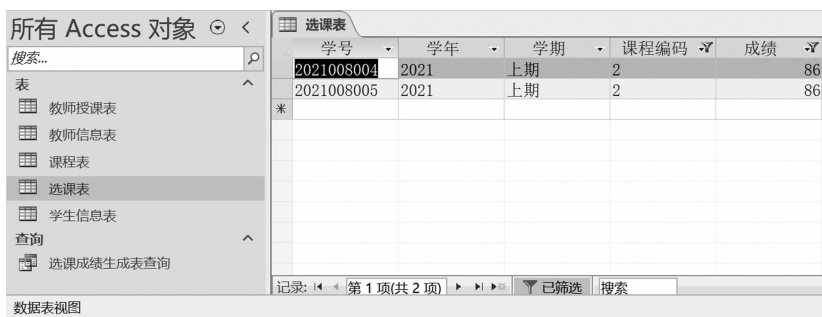 所有 Access 对象
搜索...
表
教师授课表
教师信息表
课程表
选课表
学生信息表
查询
选课成绩生成表查询
选课表
学号 学年 学期 课程编码 成绩
2021008004 2021 上期 2 86
2021008005 2021 上期 2 86
记录: 第 1 项(共 2 项) 已筛选 搜索
数据表视图